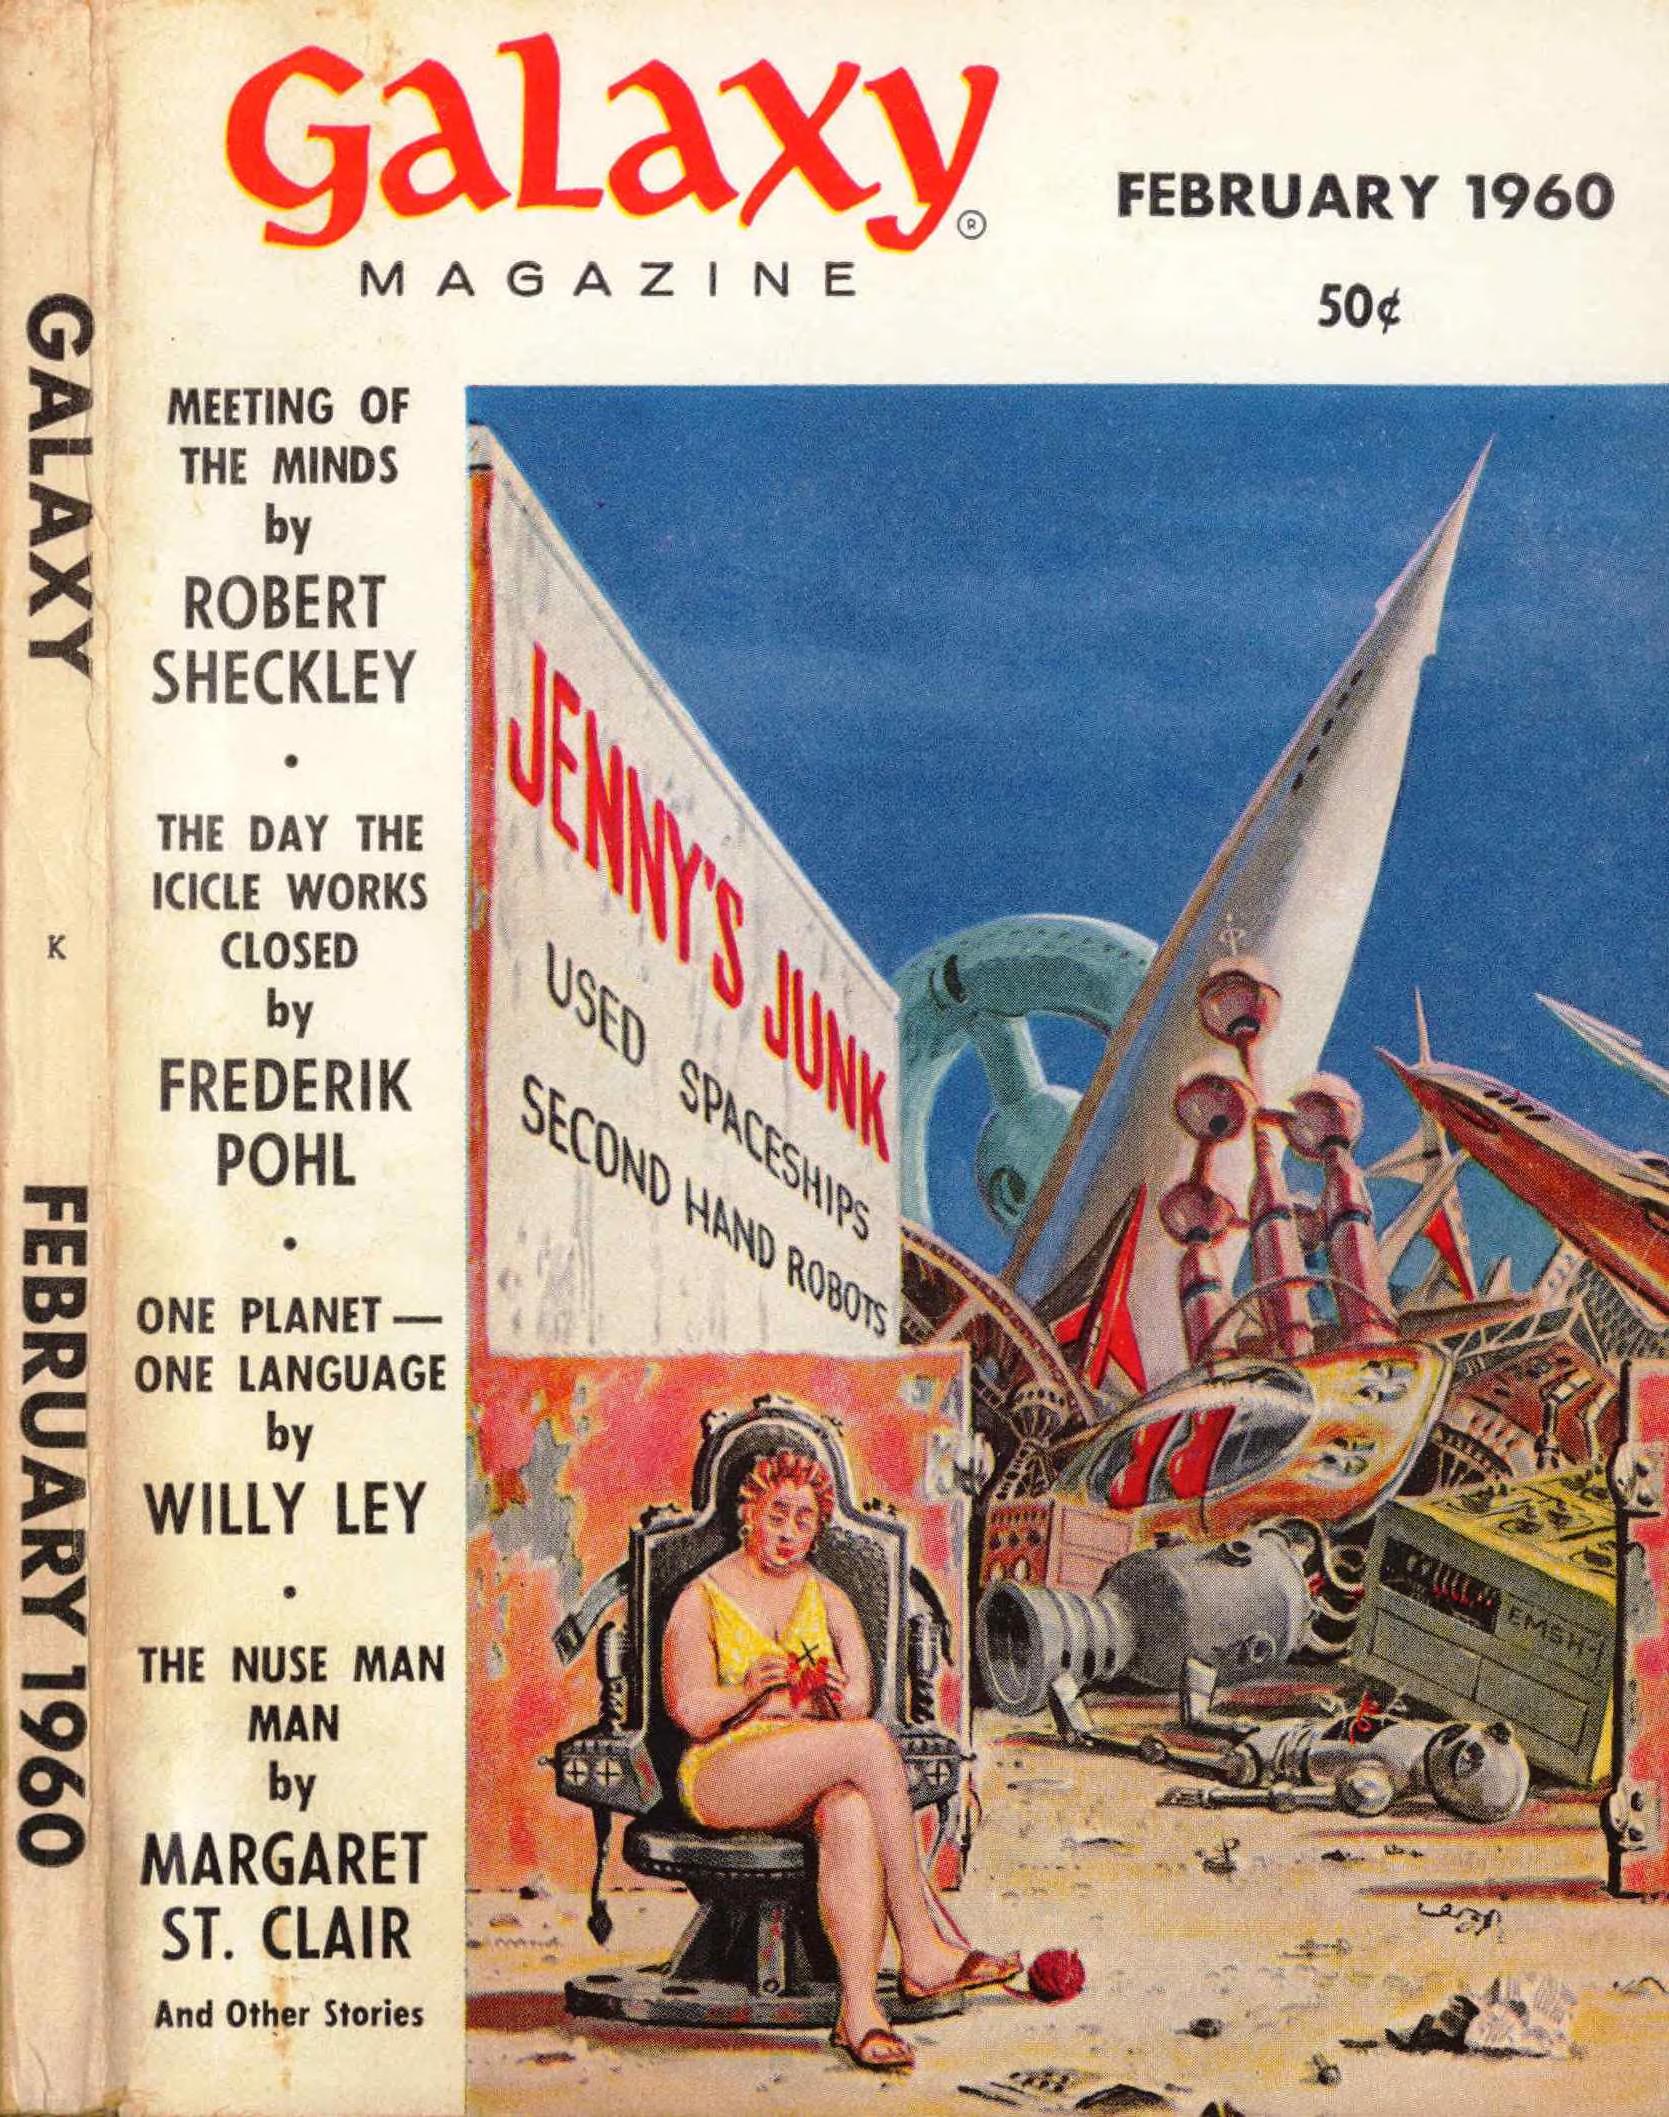 GALAXY
K
FEBRUARY 1960
Galaxy
®
MAGAZINE
FEBRUARY 1960
50¢
MEETING OF
THE MINDS
by
ROBERT
SHECKLEY
•
THE DAY THE
ICICLE WORKS
CLOSED
by
FREDERIK
POHL
•
ONE PLANET —
ONE LANGUAGE
by
WILLY LEY
•
THE NUSE MAN
MAN
by
MARGARET
ST. CLAIR
And Other Stories
JENNY'S JUNK
USED SPACESHIPS
SECOND HAND ROBOTS
EMSH